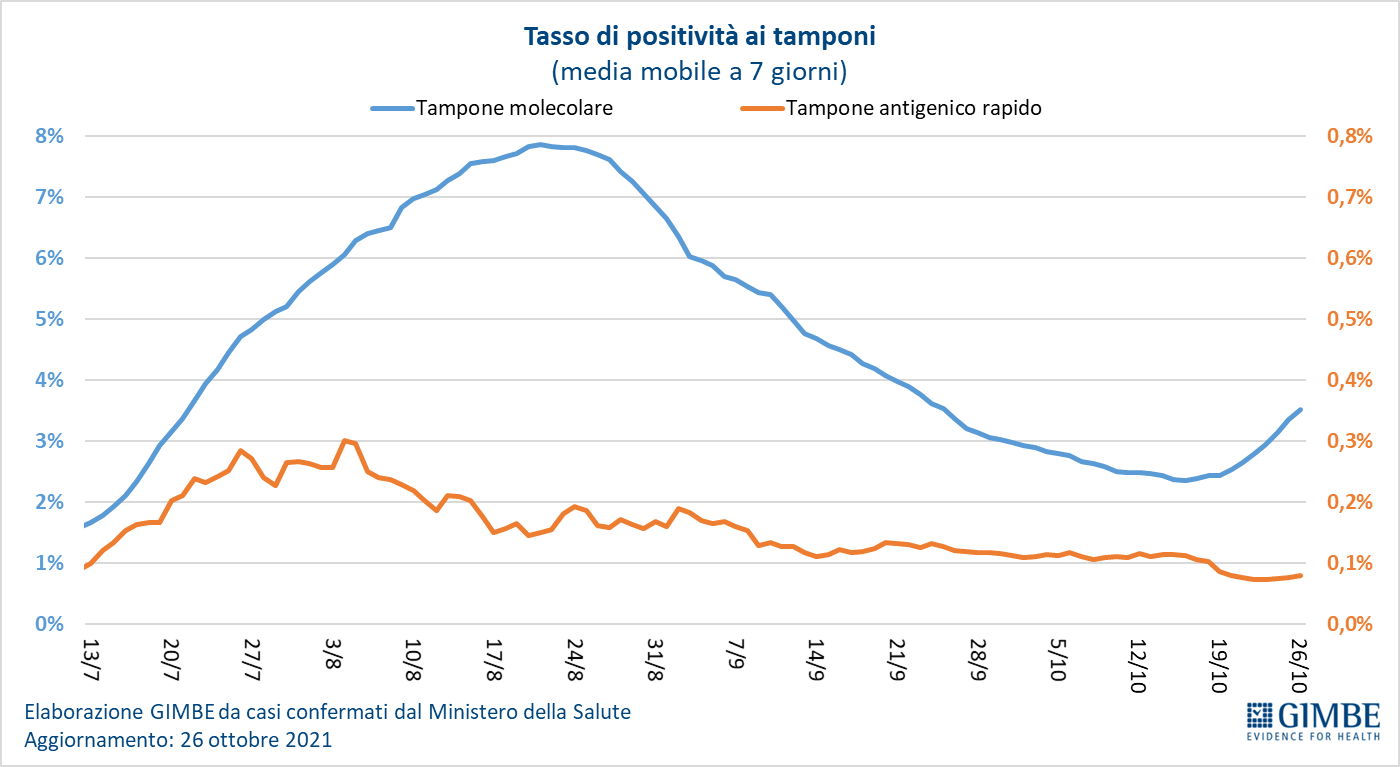 Tasso di positività ai tamponi
(media mobile a 7 giorni)
Tampone molecolare Tampone antigenico rapido
8% 0,8%
7% 0,7%
6% 0,6%
5% 0,5%
4% 0,4%
3% 0,3%
2% 0,2%
1% 0,1%
0% 0,0%
13/7 20/7 27/7 3/8 10/8 17/8 24/8 31/8 7/9 14/9 21/9 28/9 5/10 12/10 19/10 26/10
Elaborazione GIMBE da casi confermati dal Ministero della Salute
Aggiornamento: 26 ottobre 2021
GIMBE
EVIDENCE FOR HEALTH